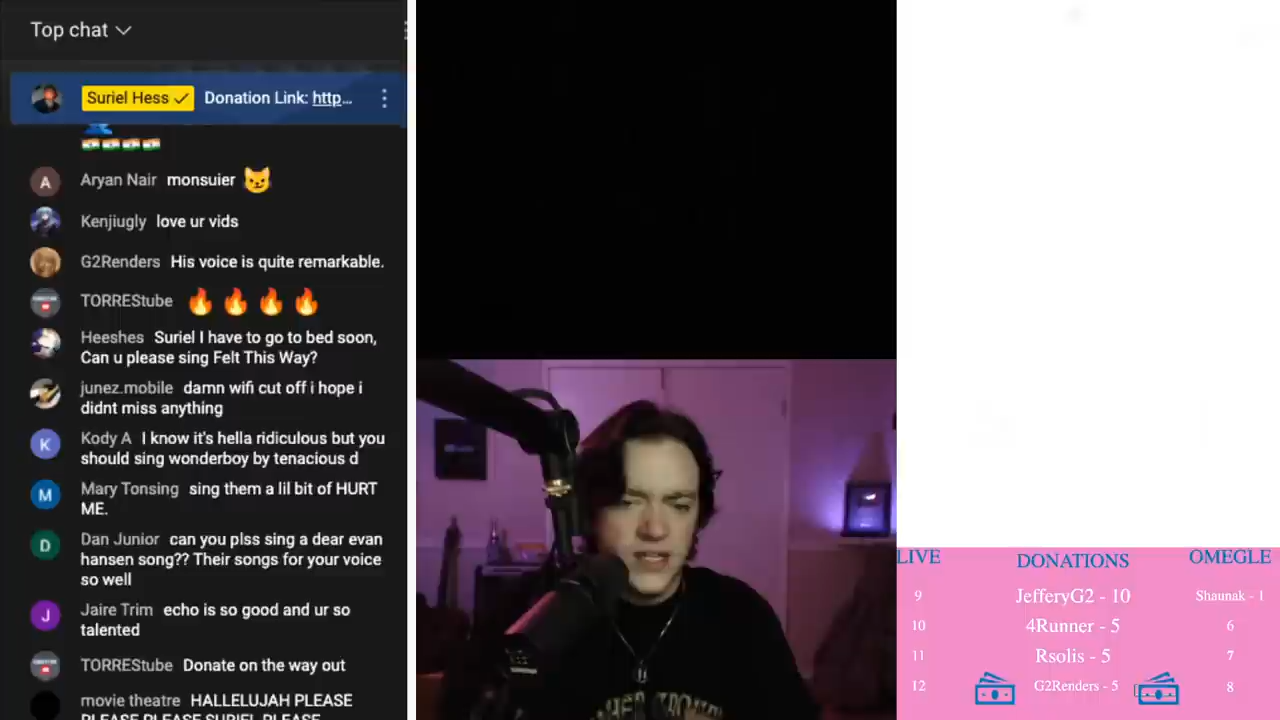 Top chat
Suriel Hess Donation Link: http...
Aryan Nair monsuier
Kenjiugly love ur vids
G2Renders His voice is quite remarkable.
TORREStube
Heeshes Suriel I have to go to bed soon,
Can u please sing Felt This Way?
junez.mobile damn wifi cut off i hope i
didnt miss anything
Kody A I know it's hella ridiculous but you
should sing wonderboy by tenacious d
Mary Tonsing sing them a lil bit of HURT
ME.
Dan Junior can you plss sing a dear evan
hansen song?? Their songs for your voice
so well
Jaire Trim echo is so good and ur so
talented
TORREStube Donate on the way out
movie theatre HALLELUJAH PLEASE
PLEASE PLEASE SURIEL PLEASE
LIVE DONATIONS OMEGLE
9 JefferyG2 - 10 Shaunak - 1
10 4Runner - 5 6
11 Rsolis - 5 7
12 G2Renders - 5 8